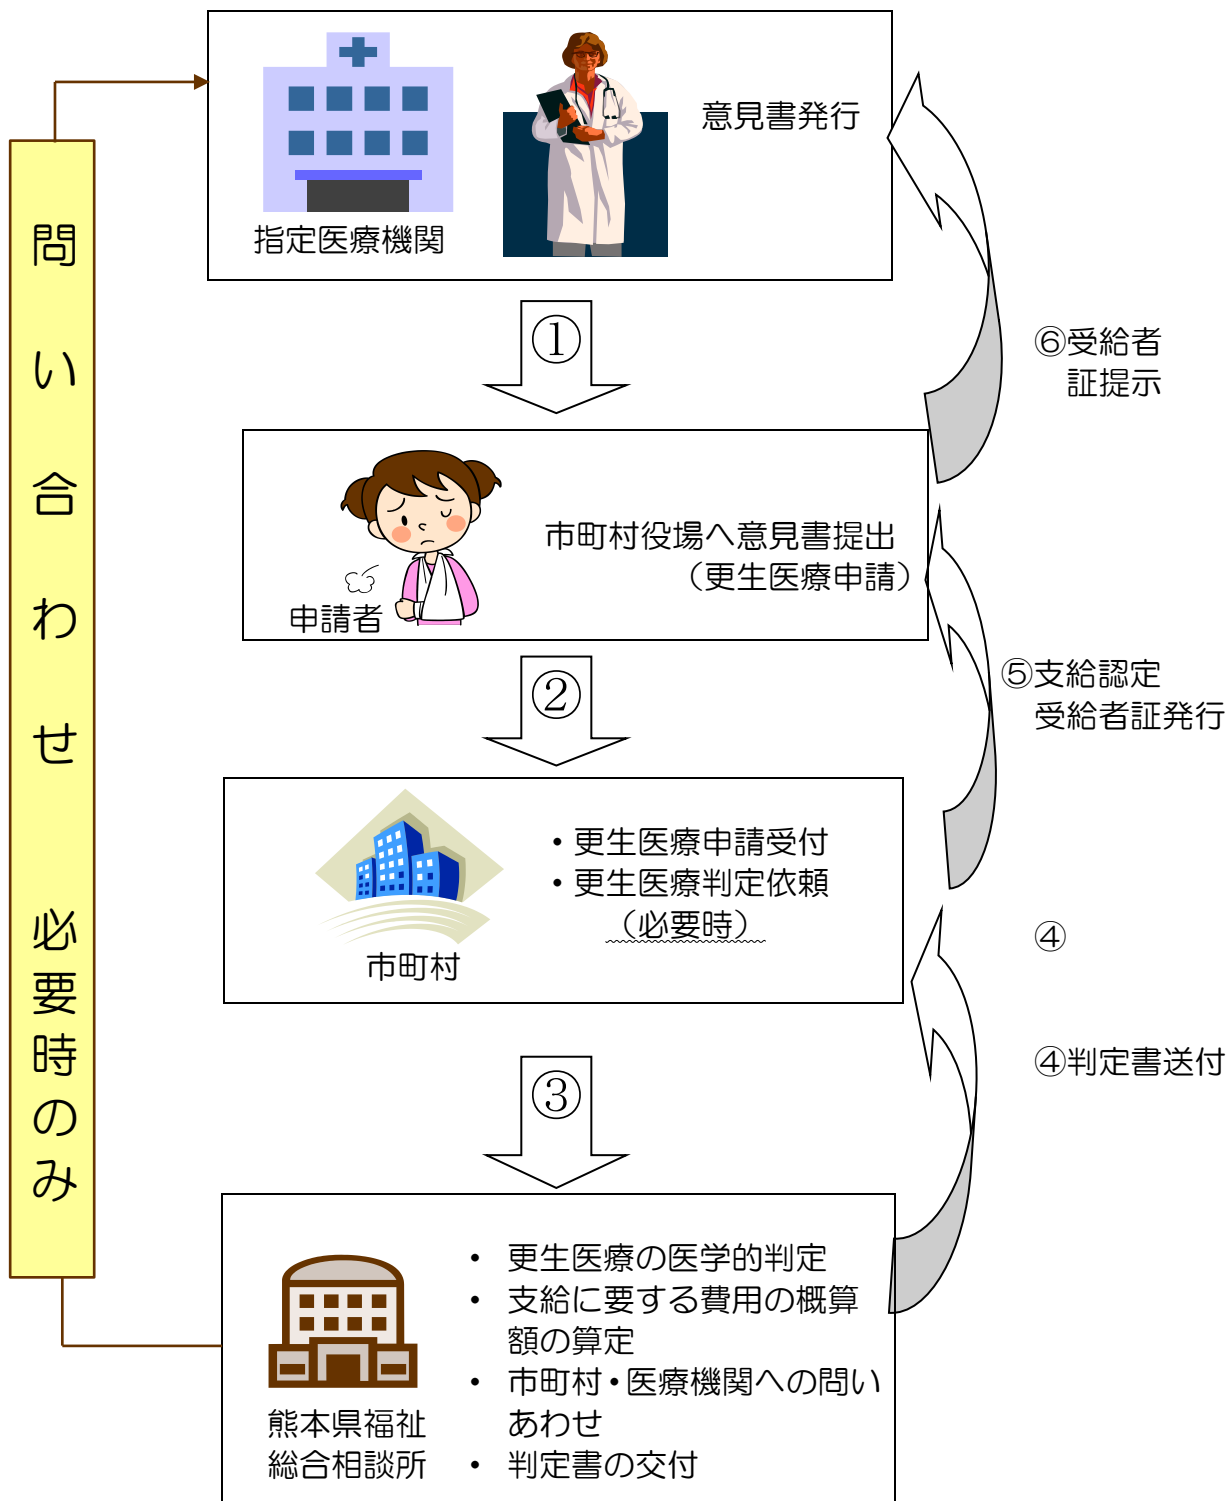 意見書発行
指定医療機関
①
⑥受給者
証提示
市町村役場へ意見書提出
（更生医療申請）
申請者
②
⑤支給認定
受給者証発行
・更生医療申請受付
・更生医療判定依頼
（必要時）
市町村
④
④判定書送付
③
・ 更生医療の医学的判定
・ 支給に要する費用の概算
額の算定
・ 市町村・医療機関への問い
あわせ
・ 判定書の交付
熊本県福祉
総合相談所
問い合わせ 必要時のみ